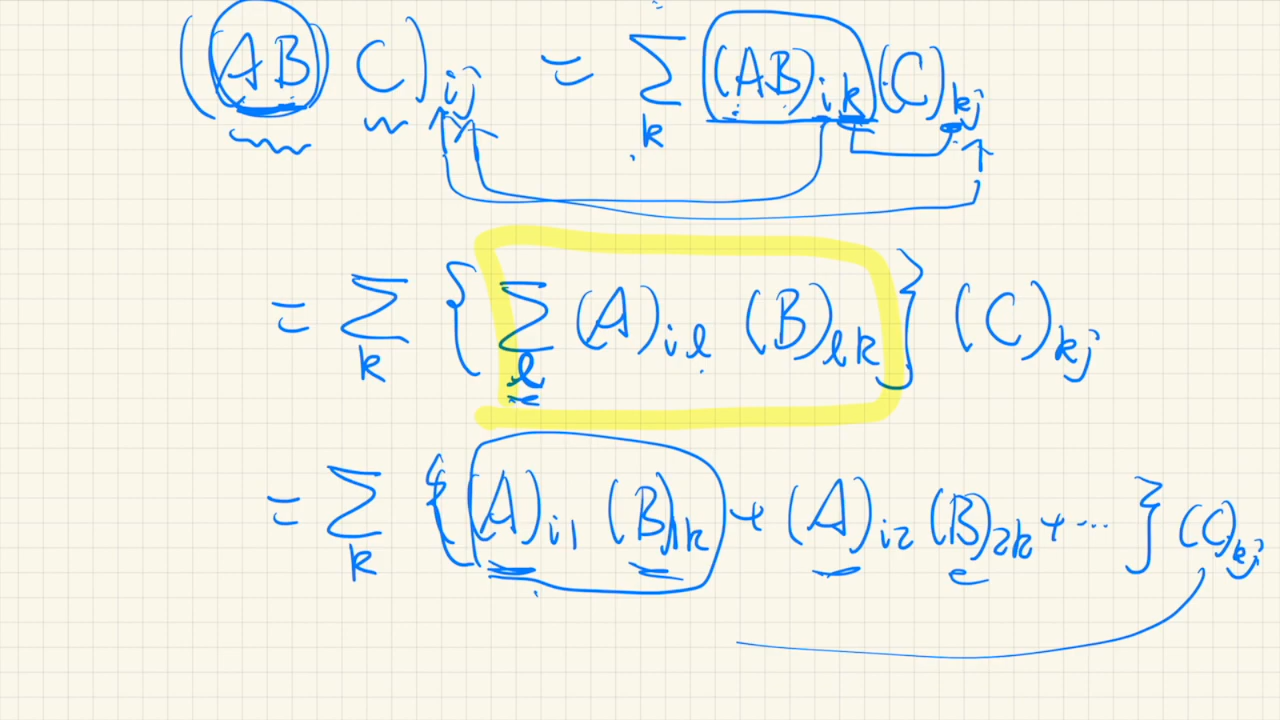 ((AB) C)ij = Σk (AB)ik (C)kj
= Σk { Σl (A)il (B)lk } (C)kj
= Σk { (A)i1 (B)1k + (A)i2 (B)2k + ... } (C)kj